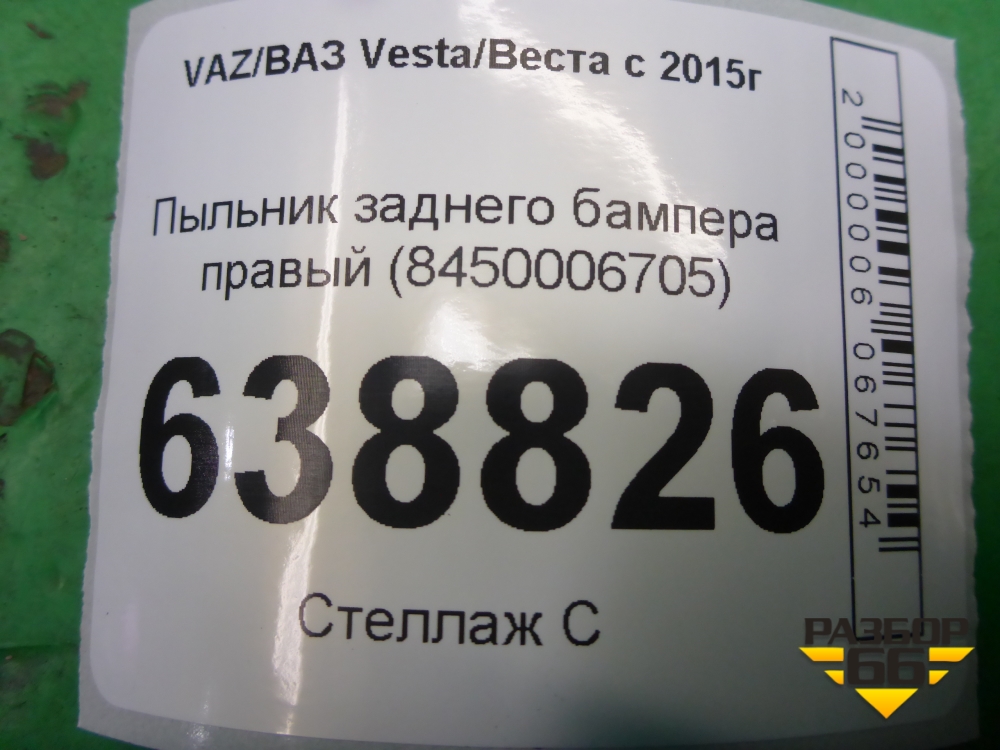 VAZ/ВАЗ Vesta/Веста с 2015г
Пыльник заднего бампера
правый (8450006705)
638826
Стеллаж С
2000006067654
РАЗБОР
66